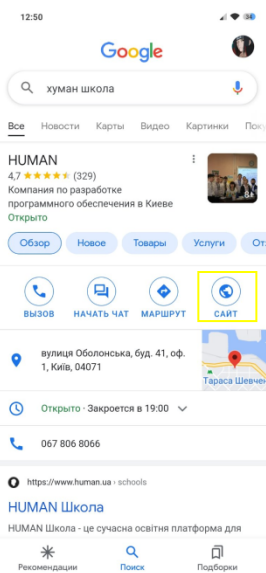 12:50
36
Google
хуман школа
Все Новости Карты Видео Картинки
HUMAN
4,7 (329)
Компания по разработке
программного обеспечения в Киеве
Открыто
Обзор Новое Товары Услуги От
ВЫЗОВ НАЧАТЬ ЧАТ МАРШРУТ САЙТ
вулиця Оболонська, буд. 41, оф.
1, Київ, 04071
Тараса Шевчен
Открыто · Закроется в 19:00
067 806 8066
https://www.human.ua › schools
HUMAN Школа
HUMAN Школа - це сучасна освітня платформа для
Рекомендации Поиск Подборки